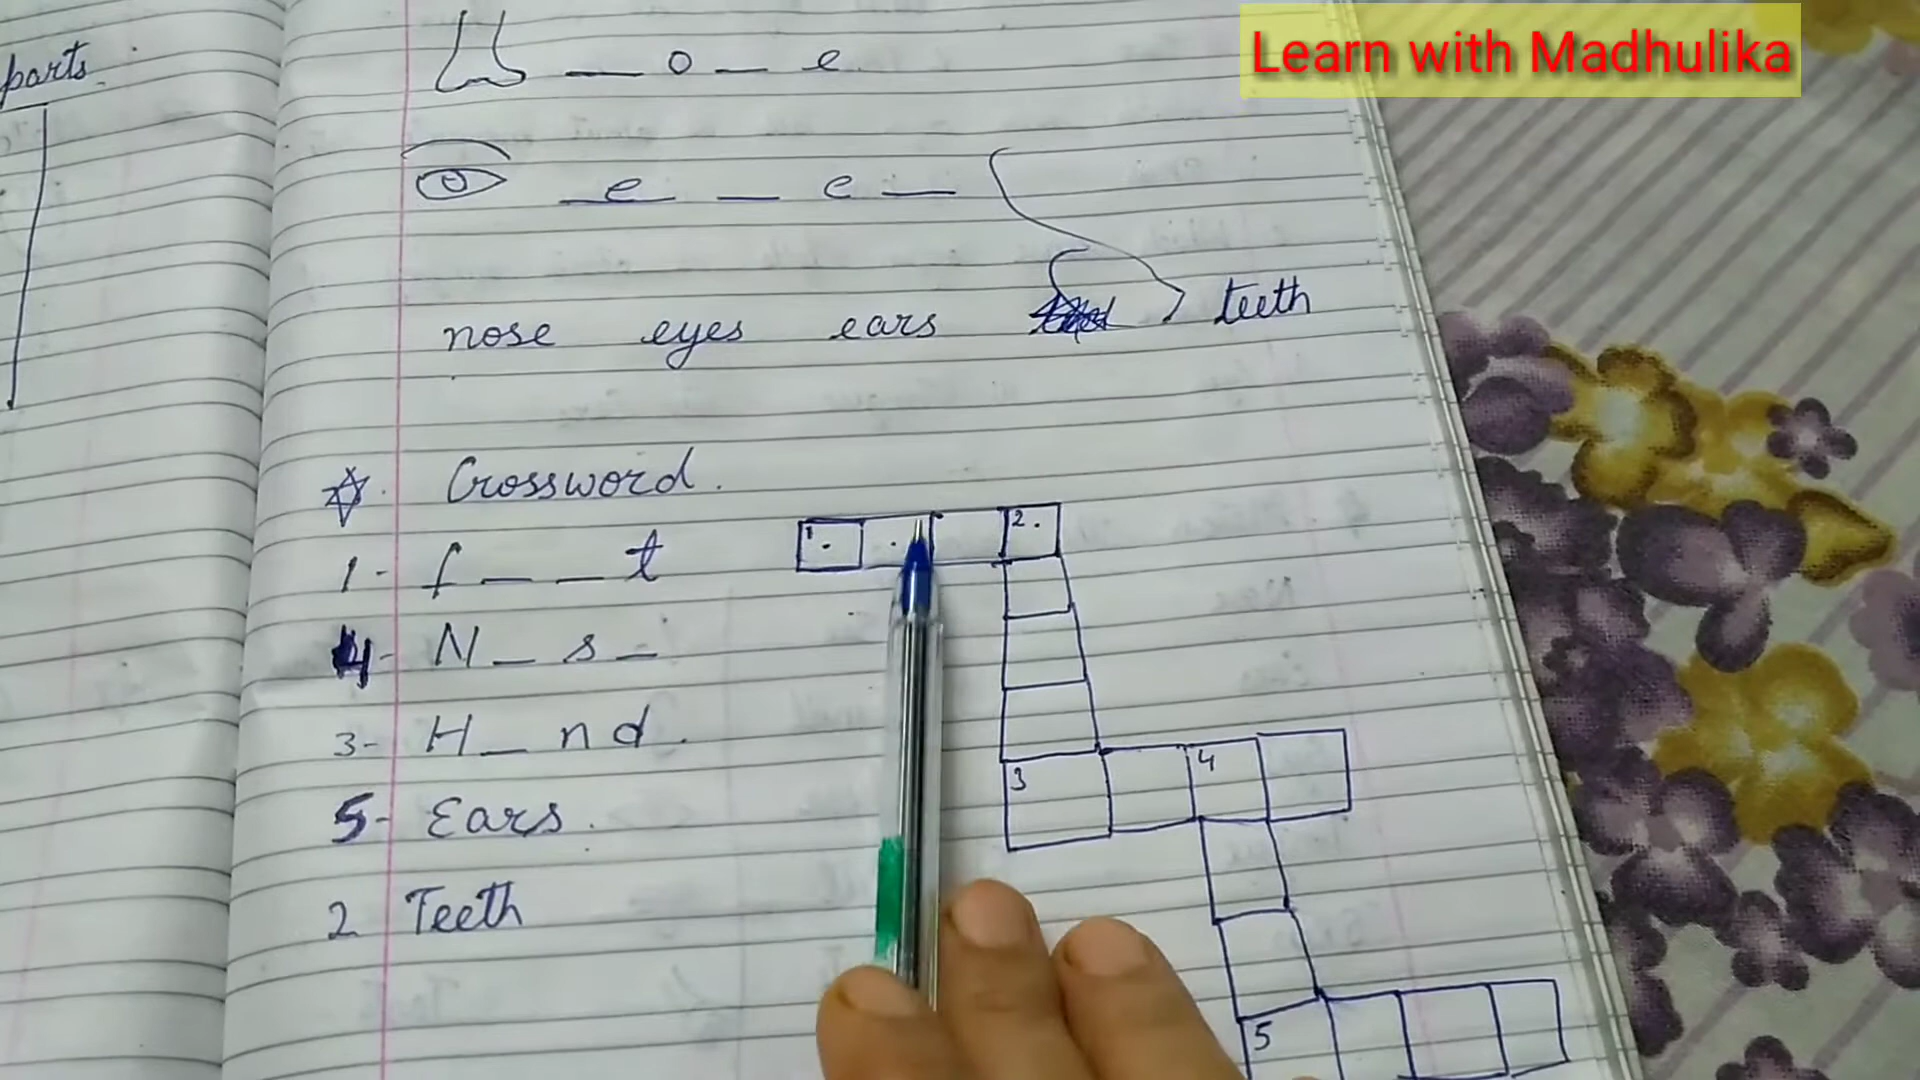 Learn with Madhulika
parts.
_ o _ e
_ e _ e _
nose eyes ears teeth
Crossword.
1- f _ _ t
4- N _ s _
3- H _ n d.
5- Ears.
2 Teeth
1. . 2.
3 4
5